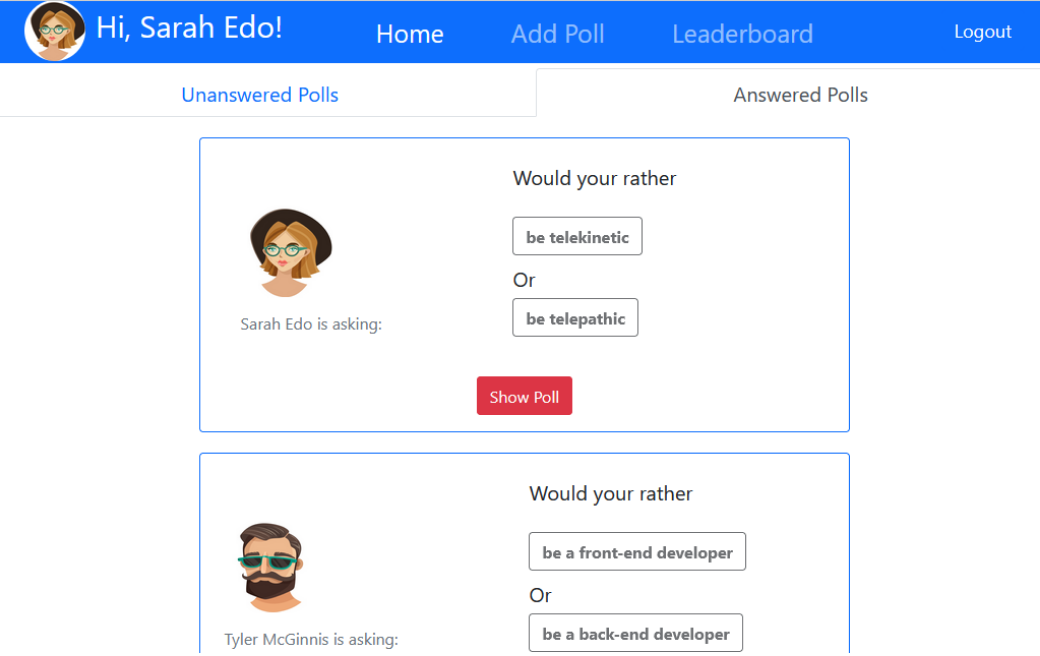 Hi, Sarah Edo!
Home
Add Poll
Leaderboard
Logout
Unanswered Polls
Answered Polls
Would your rather
be telekinetic
Or
be telepathic
Sarah Edo is asking:
Show Poll
Would your rather
be a front-end developer
Or
be a back-end developer
Tyler McGinnis is asking: